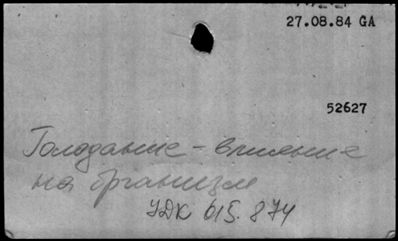 27.08.84 GA
52627
Голодание - влияние
на организм
УДК 615.874